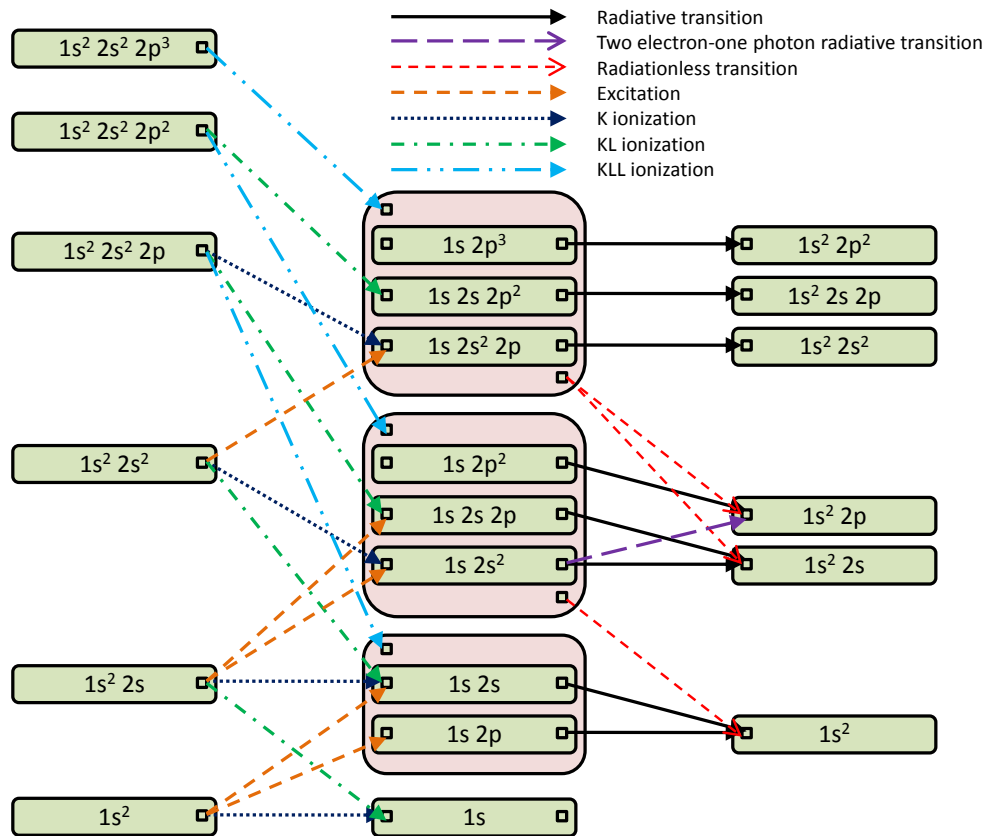 Radiative transition
Two electron-one photon radiative transition
Radiationless transition
Excitation
K ionization
KL ionization
KLL ionization
1s² 2s² 2p³
1s² 2s² 2p²
1s² 2s² 2p
1s² 2s²
1s² 2s
1s²
1s 2p³
1s 2s 2p²
1s 2s² 2p
1s 2p²
1s 2s 2p
1s 2s²
1s 2s
1s 2p
1s
1s² 2p²
1s² 2s 2p
1s² 2s²
1s² 2p
1s² 2s
1s²